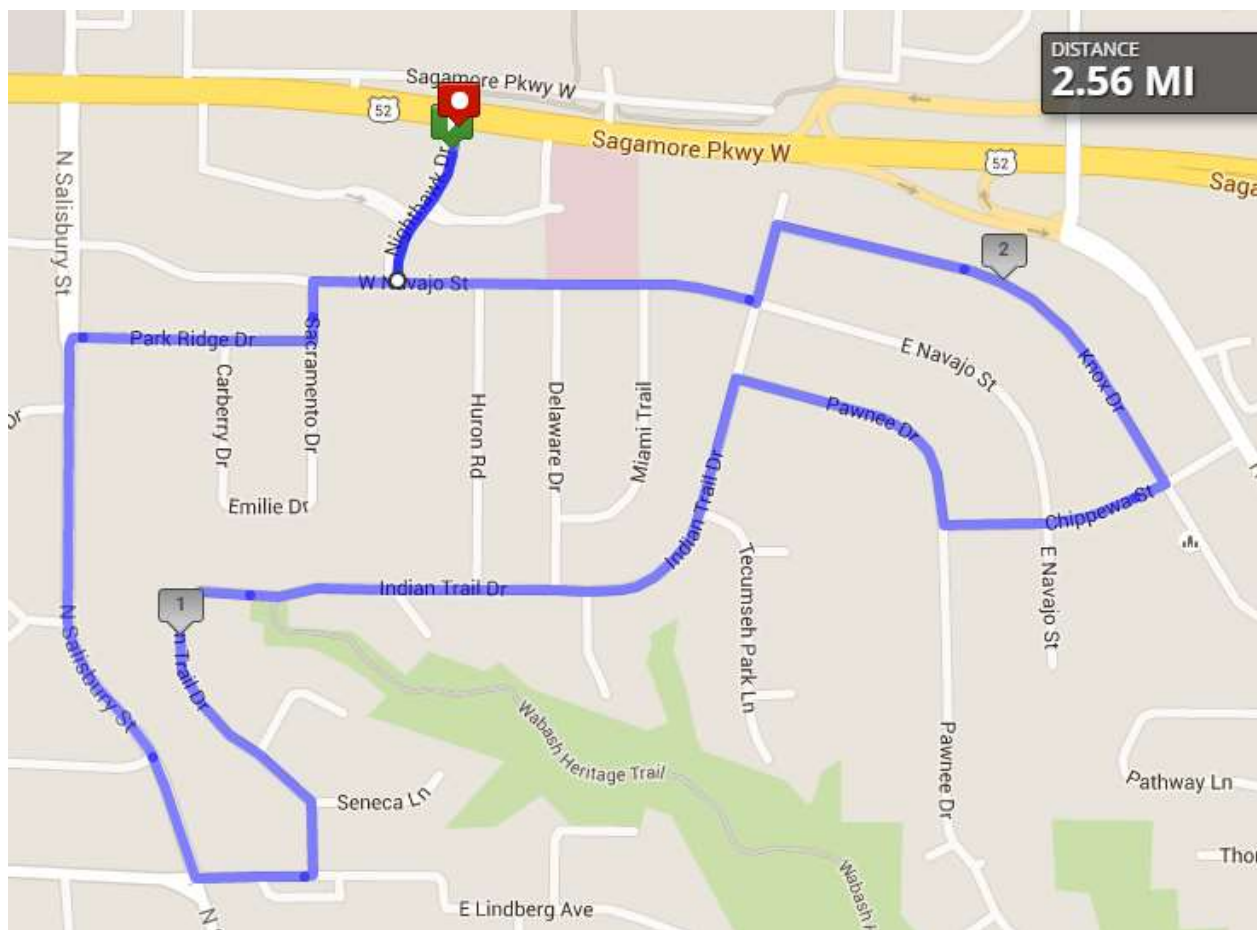 DISTANCE
2.56 MI
Sagamore Pkwy W
52
Sagamore Pkwy W
52
Saga
N Salisbury St
Nighthawk Dr
W Navajo St
2
Park Ridge Dr
Sacramento Dr
Carberry Dr
E Navajo St
Knox Dr
Huron Rd
Delaware Dr
Miami Trail
Pawnee Dr
Dr
Emilie Dr
Indian Trail Dr
Chippewa St
Tecumseh Park Ln
E Navajo St
Indian Trail Dr
1
n Trail Dr
N Salisbury St
Wabash Heritage Trail
Pawnee Dr
Seneca Ln
Pathway Ln
Thor
Wabash H
E Lindberg Ave
N S